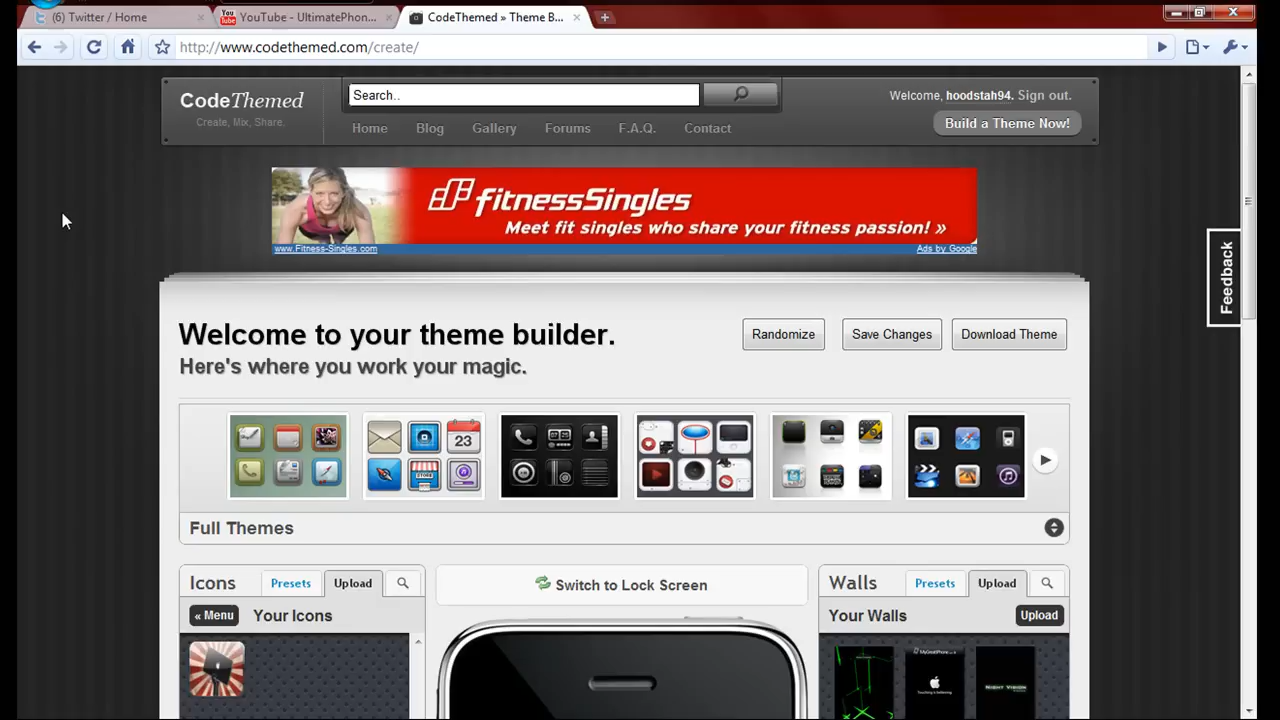 (6) Twitter / Home
YouTube - UltimatePhon...
CodeThemed » Theme B...
http://www.codethemed.com/create/
CodeThemed
Create, Mix, Share.
Search..
Home Blog Gallery Forums F.A.Q. Contact
Welcome, hoodstah94. Sign out.
Build a Theme Now!
fitnessSingles
Meet fit singles who share your fitness passion! »
www.Fitness-Singles.com Ads by Google
Feedback
Welcome to your theme builder.
Here's where you work your magic.
Randomize Save Changes Download Theme
23
Full Themes
Icons Presets Upload
« Menu Your Icons
Switch to Lock Screen
Walls Presets Upload
Your Walls Upload